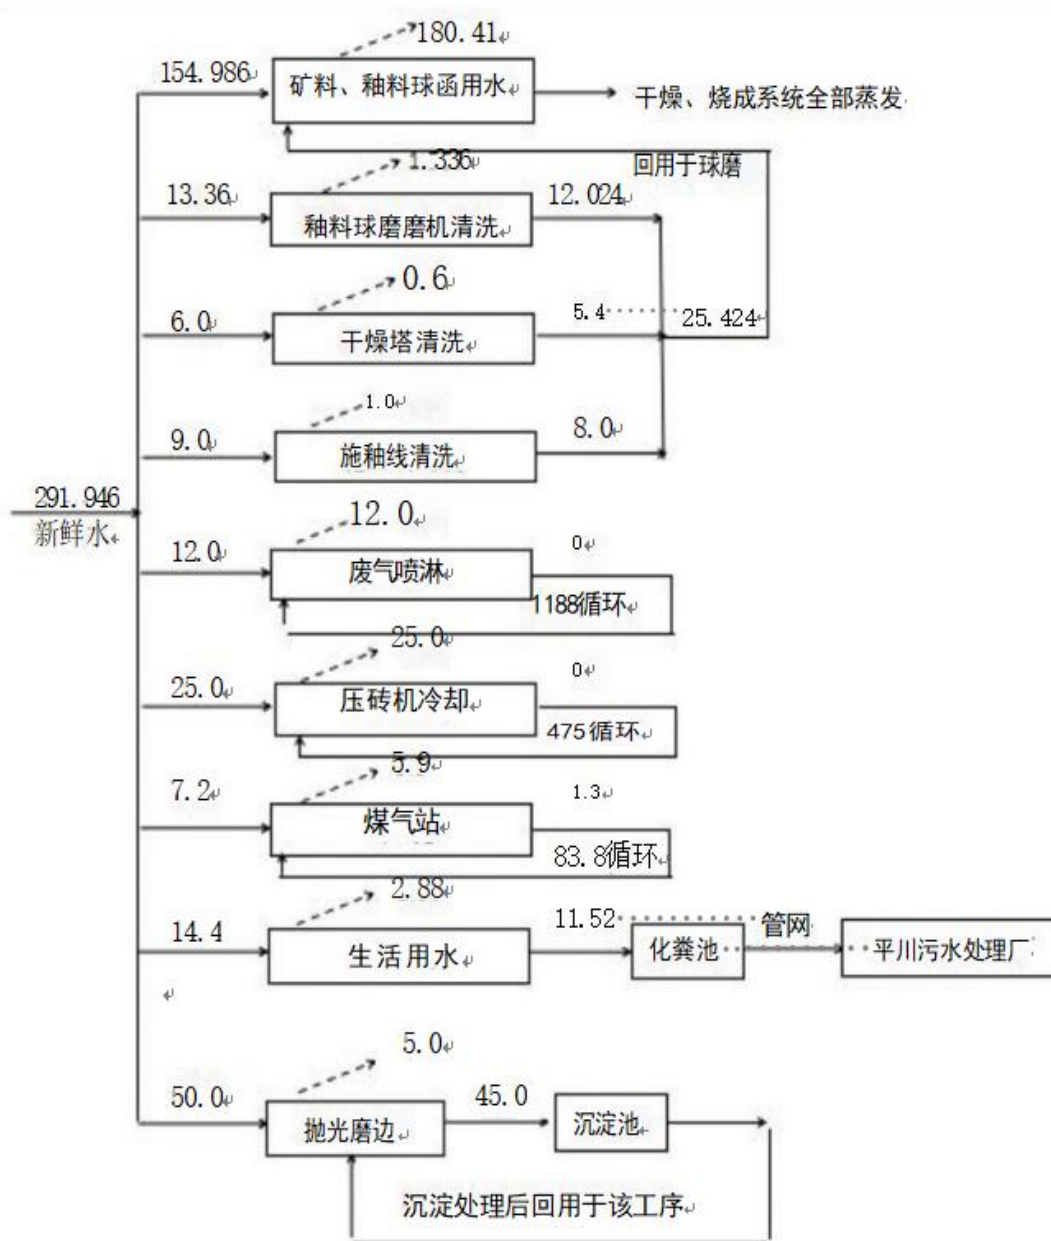 180.41
154.986
矿料、釉料球函用水
干燥、烧成系统全部蒸发
回用于球磨
1.336
13.36
釉料球磨磨机清洗
12.024
0.6
6.0
干燥塔清洗
5.4
25.424
1.0
9.0
施釉线清洗
8.0
291.946
新鲜水
12.0
12.0
废气喷淋
0
1188循环
25.0
25.0
压砖机冷却
0
475循环
5.9
7.2
煤气站
1.3
83.8循环
2.88
14.4
生活用水
11.52
化粪池
管网
平川污水处理厂
5.0
50.0
抛光磨边
45.0
沉淀池
沉淀处理后回用于该工序